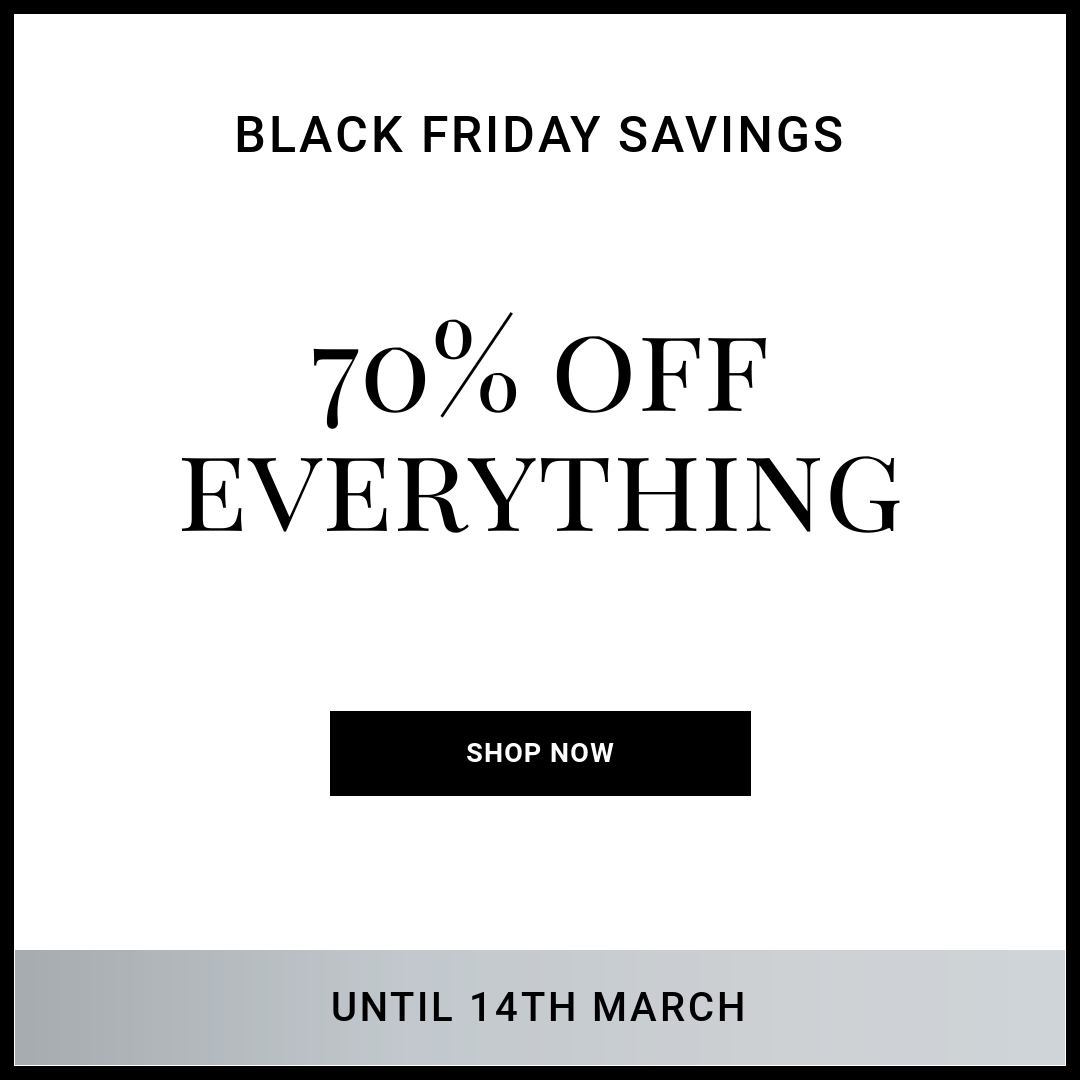 BLACK FRIDAY SAVINGS
70% OFF
EVERYTHING
SHOP NOW
UNTIL 14TH MARCH